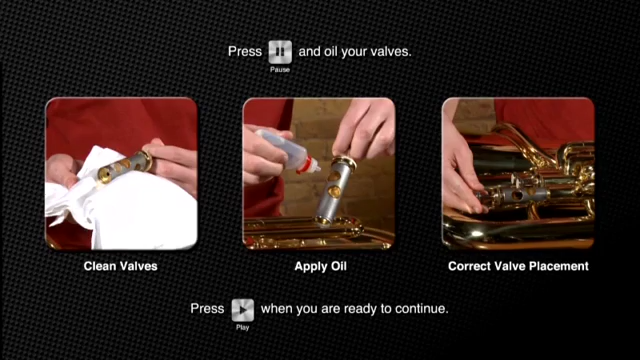 Press and oil your valves.
Pause
Clean Valves
Apply Oil
Correct Valve Placement
Press when you are ready to continue.
Play